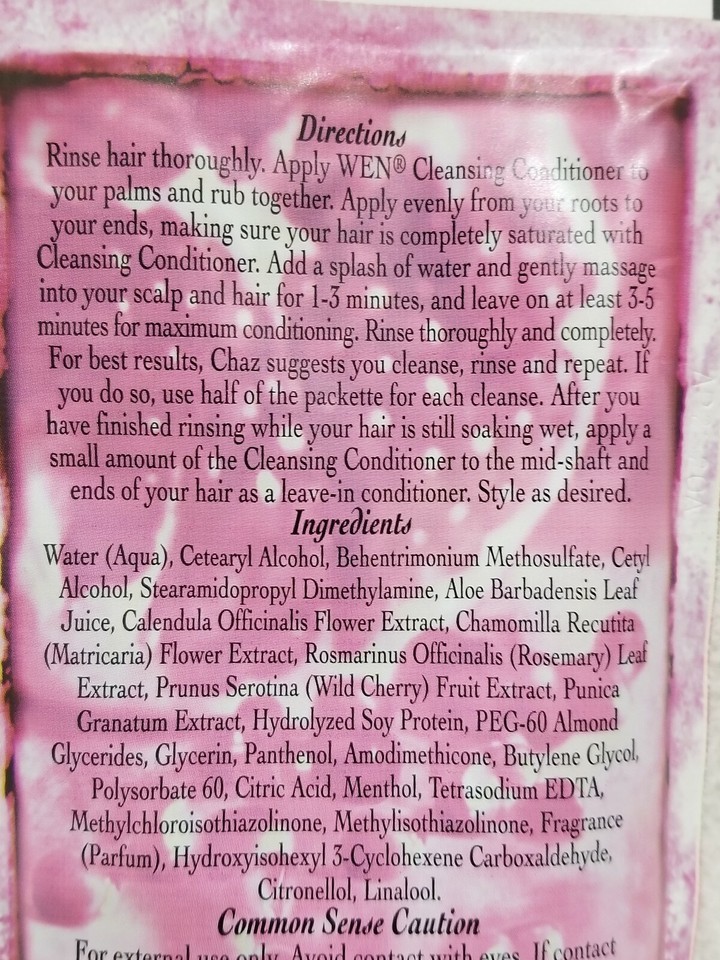 Directions
Rinse hair thoroughly. Apply WEN® Cleansing Conditioner to
your palms and rub together. Apply evenly from your roots to
your ends, making sure your hair is completely saturated with
Cleansing Conditioner. Add a splash of water and gently massage
into your scalp and hair for 1-3 minutes, and leave on at least 3-5
minutes for maximum conditioning. Rinse thoroughly and completely.
For best results, Chaz suggests you cleanse, rinse and repeat. If
you do so, use half of the packette for each cleanse. After you
have finished rinsing while your hair is still soaking wet, apply a
small amount of the Cleansing Conditioner to the mid-shaft and
ends of your hair as a leave-in conditioner. Style as desired.
Ingredients
Water (Aqua), Cetearyl Alcohol, Behentrimonium Methosulfate, Cetyl
Alcohol, Stearamidopropyl Dimethylamine, Aloe Barbadensis Leaf
Juice, Calendula Officinalis Flower Extract, Chamomilla Recutita
(Matricaria) Flower Extract, Rosmarinus Officinalis (Rosemary) Leaf
Extract, Prunus Serotina (Wild Cherry) Fruit Extract, Punica
Granatum Extract, Hydrolyzed Soy Protein, PEG-60 Almond
Glycerides, Glycerin, Panthenol, Amodimethicone, Butylene Glycol,
Polysorbate 60, Citric Acid, Menthol, Tetrasodium EDTA,
Methylchloroisothiazolinone, Methylisothiazolinone, Fragrance
(Parfum), Hydroxyisohexyl 3-Cyclohexene Carboxaldehyde,
Citronellol, Linalool.
Common Sense Caution
For external use only. Avoid contact with eyes. If contact